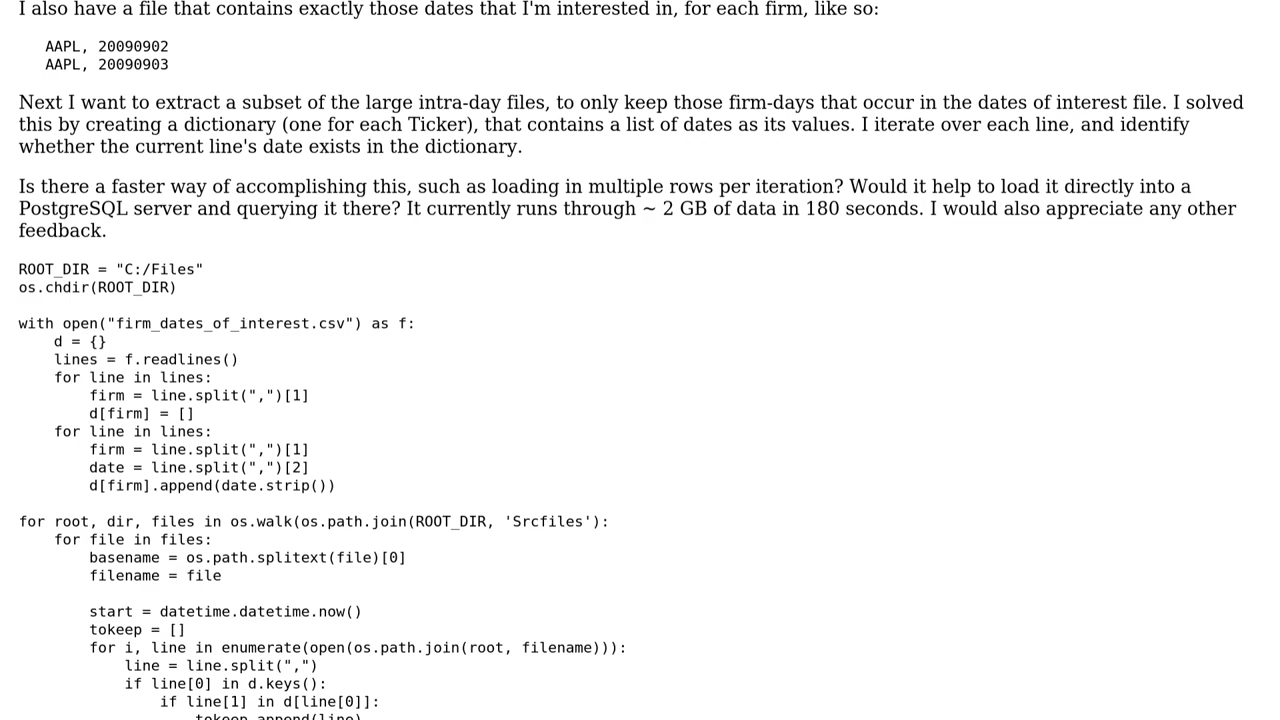 I also have a file that contains exactly those dates that I'm interested in, for each firm, like so:
AAPL, 20090902
AAPL, 20090903
Next I want to extract a subset of the large intra-day files, to only keep those firm-days that occur in the dates of interest file. I solved
this by creating a dictionary (one for each Ticker), that contains a list of dates as its values. I iterate over each line, and identify
whether the current line's date exists in the dictionary.
Is there a faster way of accomplishing this, such as loading in multiple rows per iteration? Would it help to load it directly into a
PostgreSQL server and querying it there? It currently runs through ~ 2 GB of data in 180 seconds. I would also appreciate any other
feedback.
ROOT_DIR = "C:/Files"
os.chdir(ROOT_DIR)
with open("firm_dates_of_interest.csv") as f:
    d = {}
    lines = f.readlines()
    for line in lines:
        firm = line.split(",")[1]
        d[firm] = []
    for line in lines:
        firm = line.split(",")[1]
        date = line.split(",")[2]
        d[firm].append(date.strip())
for root, dir, files in os.walk(os.path.join(ROOT_DIR, 'Srcfiles'):
    for file in files:
        basename = os.path.splitext(file)[0]
        filename = file
        start = datetime.datetime.now()
        tokeep = []
        for i, line in enumerate(open(os.path.join(root, filename))):
            line = line.split(",")
            if line[0] in d.keys():
                if line[1] in d[line[0]]:
                    tokeep.append(line)